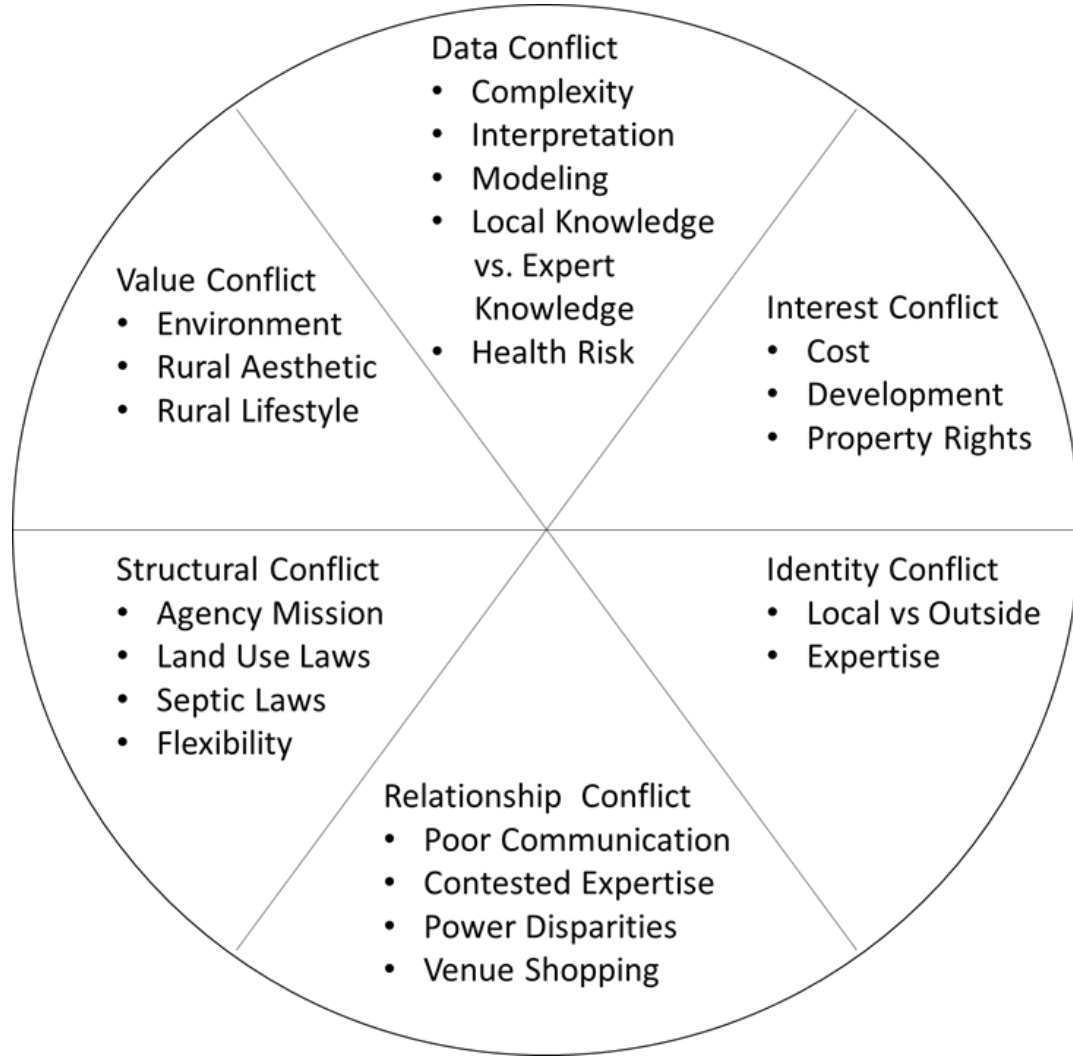 Data Conflict
• Complexity
• Interpretation
• Modeling
• Local Knowledge
vs. Expert
Knowledge
• Health Risk
Interest Conflict
• Cost
• Development
• Property Rights
Identity Conflict
• Local vs Outside
• Expertise
Relationship Conflict
• Poor Communication
• Contested Expertise
• Power Disparities
• Venue Shopping
Structural Conflict
• Agency Mission
• Land Use Laws
• Septic Laws
• Flexibility
Value Conflict
• Environment
• Rural Aesthetic
• Rural Lifestyle